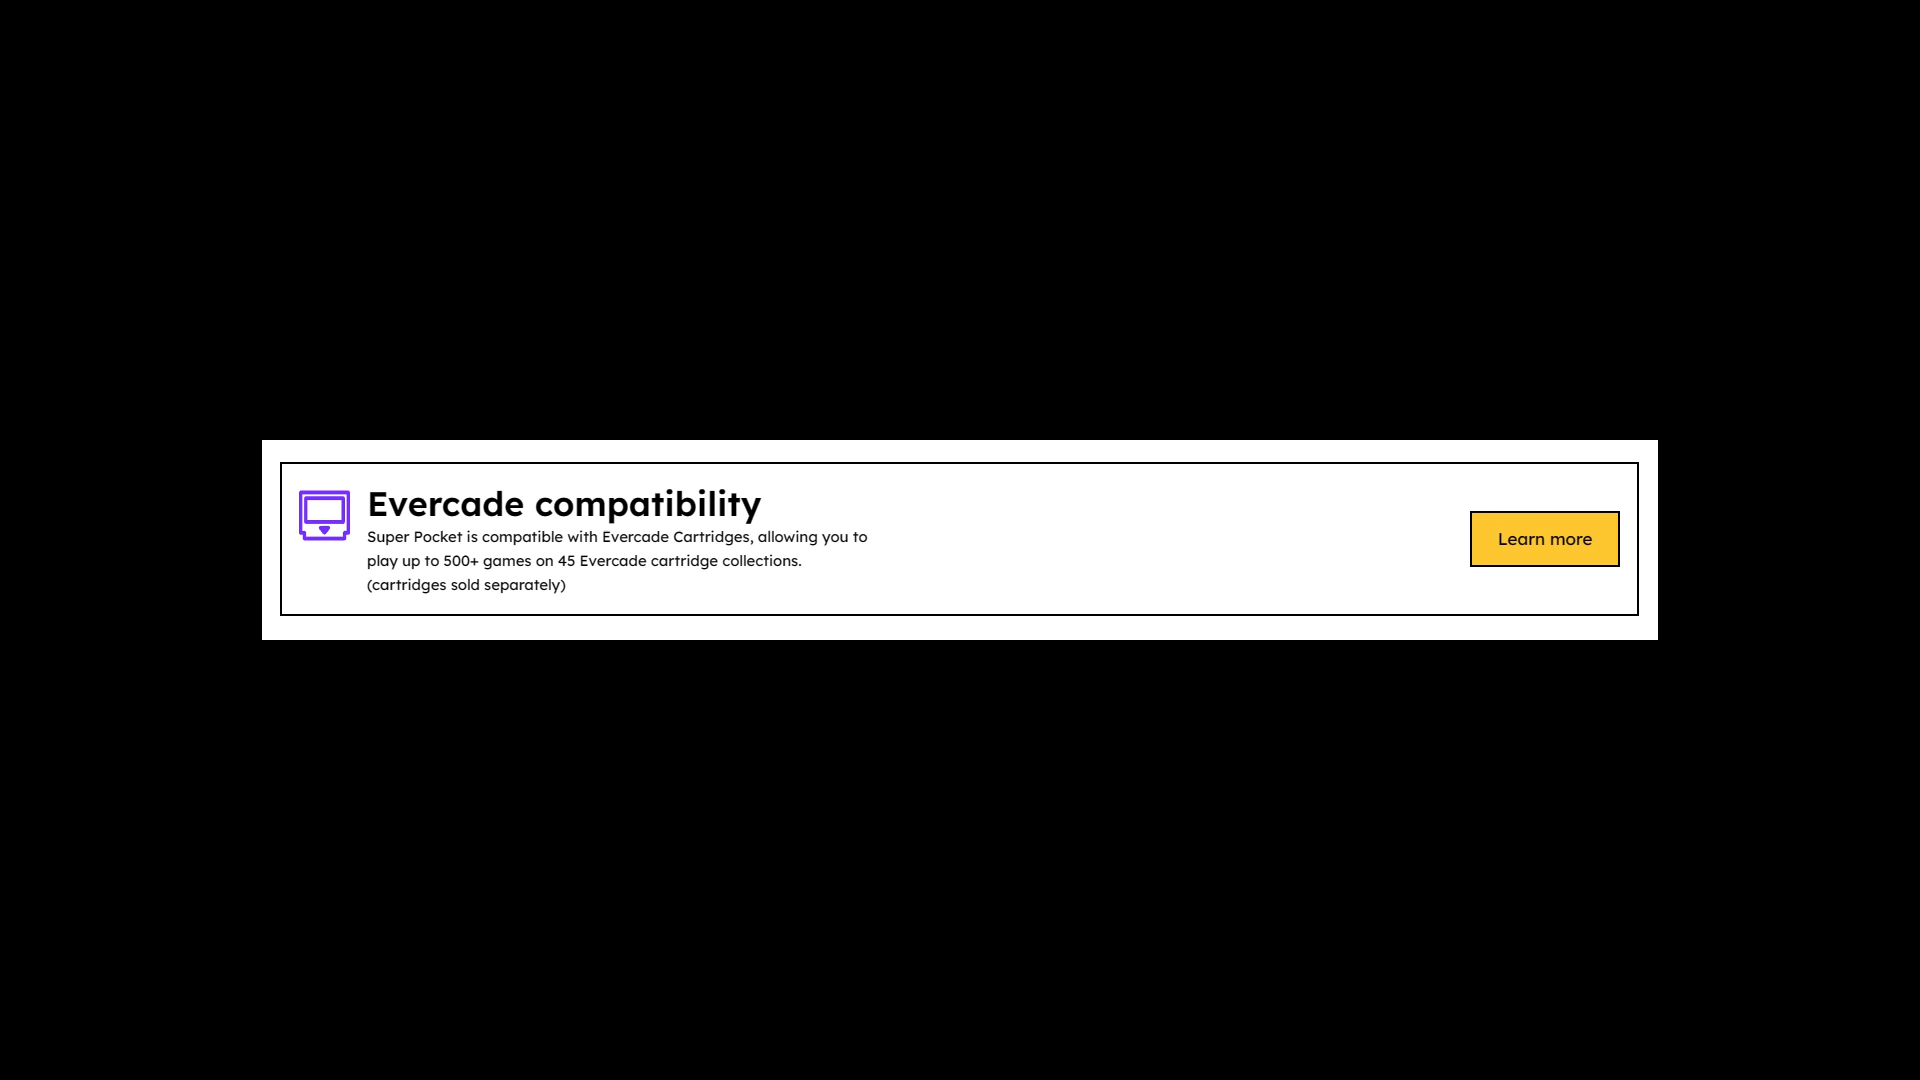 Evercade compatibility
Super Pocket is compatible with Evercade Cartridges, allowing you to
play up to 500+ games on 45 Evercade cartridge collections.
(cartridges sold separately)
Learn more